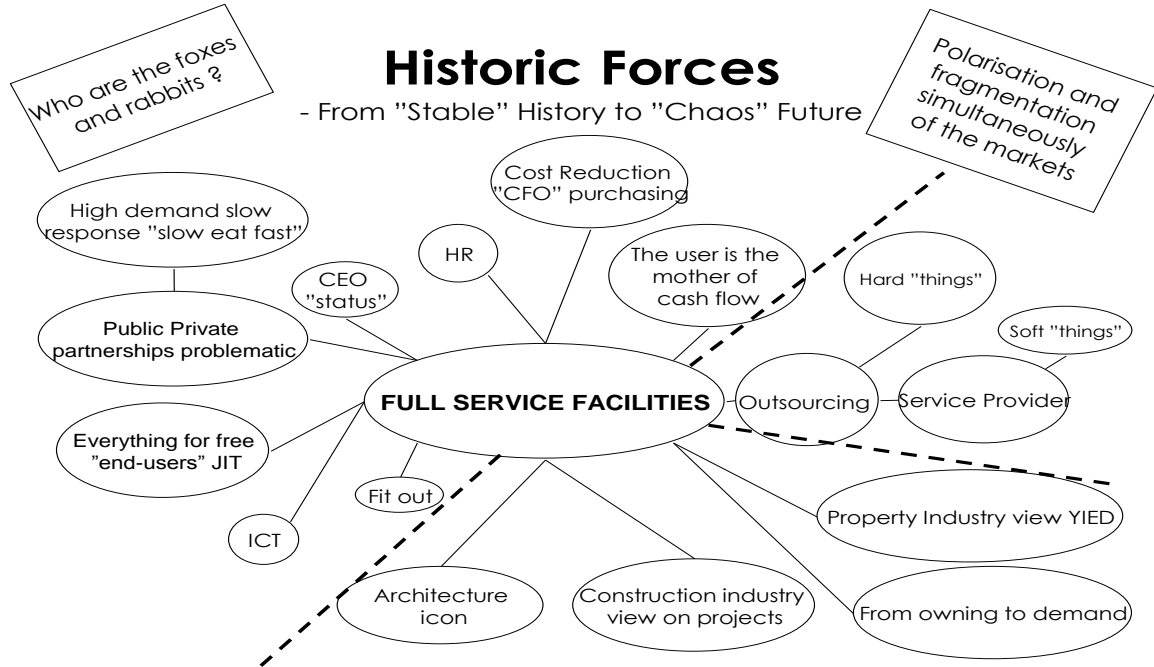 Who are the foxes
and rabbits ?
Historic Forces
- From ”Stable” History to ”Chaos” Future
Polarisation and
fragmentation
simultaneously
of the markets
High demand slow
response ”slow eat fast”
HR
Cost Reduction
”CFO” purchasing
The user is the
mother of
cash flow
Hard ”things”
CEO
”status”
Soft ”things”
Public Private
partnerships problematic
FULL SERVICE FACILITIES
Outsourcing
Service Provider
Everything for free
”end-users” JIT
Fit out
ICT
Property Industry view YIED
Architecture
icon
Construction industry
view on projects
From owning to demand